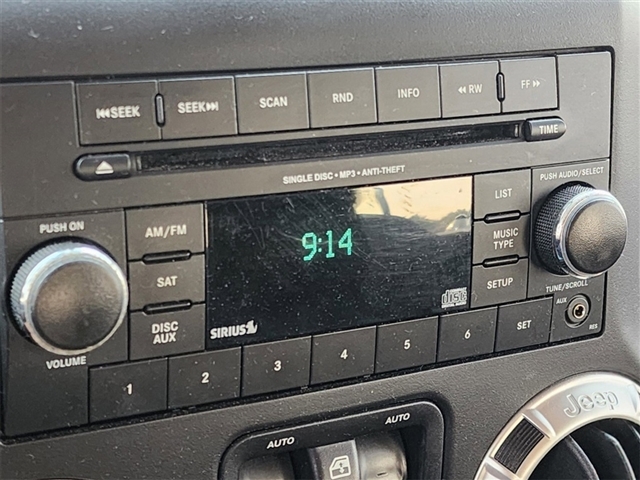 ⏮SEEK SEEK⏭ SCAN RND INFO ◀◀ RW FF ▶▶
TIME
SINGLE DISC • MP3 • ANTI-THEFT
PUSH ON
AM/FM
SAT
DISC
AUX
VOLUME
9:14
SIRIUS
disc
LIST
MUSIC
TYPE
SETUP
PUSH AUDIO/SELECT
TUNE/SCROLL
AUX
RES
1 2 3 4 5 6 SET
AUTO AUTO
Jeep